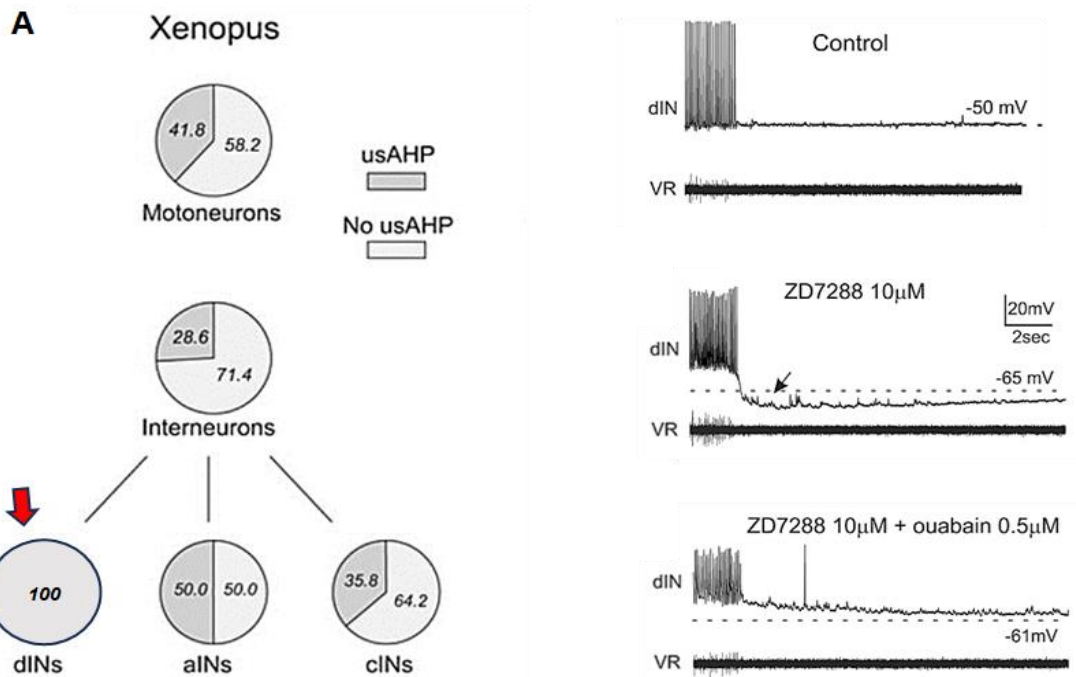 A
Xenopus
41.8
58.2
Motoneurons
usAHP
No usAHP
28.6
71.4
Interneurons
100
dINs
50.0 50.0
aINs
35.8
64.2
cINs
Control
dIN
-50 mV
VR
ZD7288 10μM
20mV
2sec
dIN
-65 mV
VR
ZD7288 10μM + ouabain 0.5μM
dIN
-61mV
VR